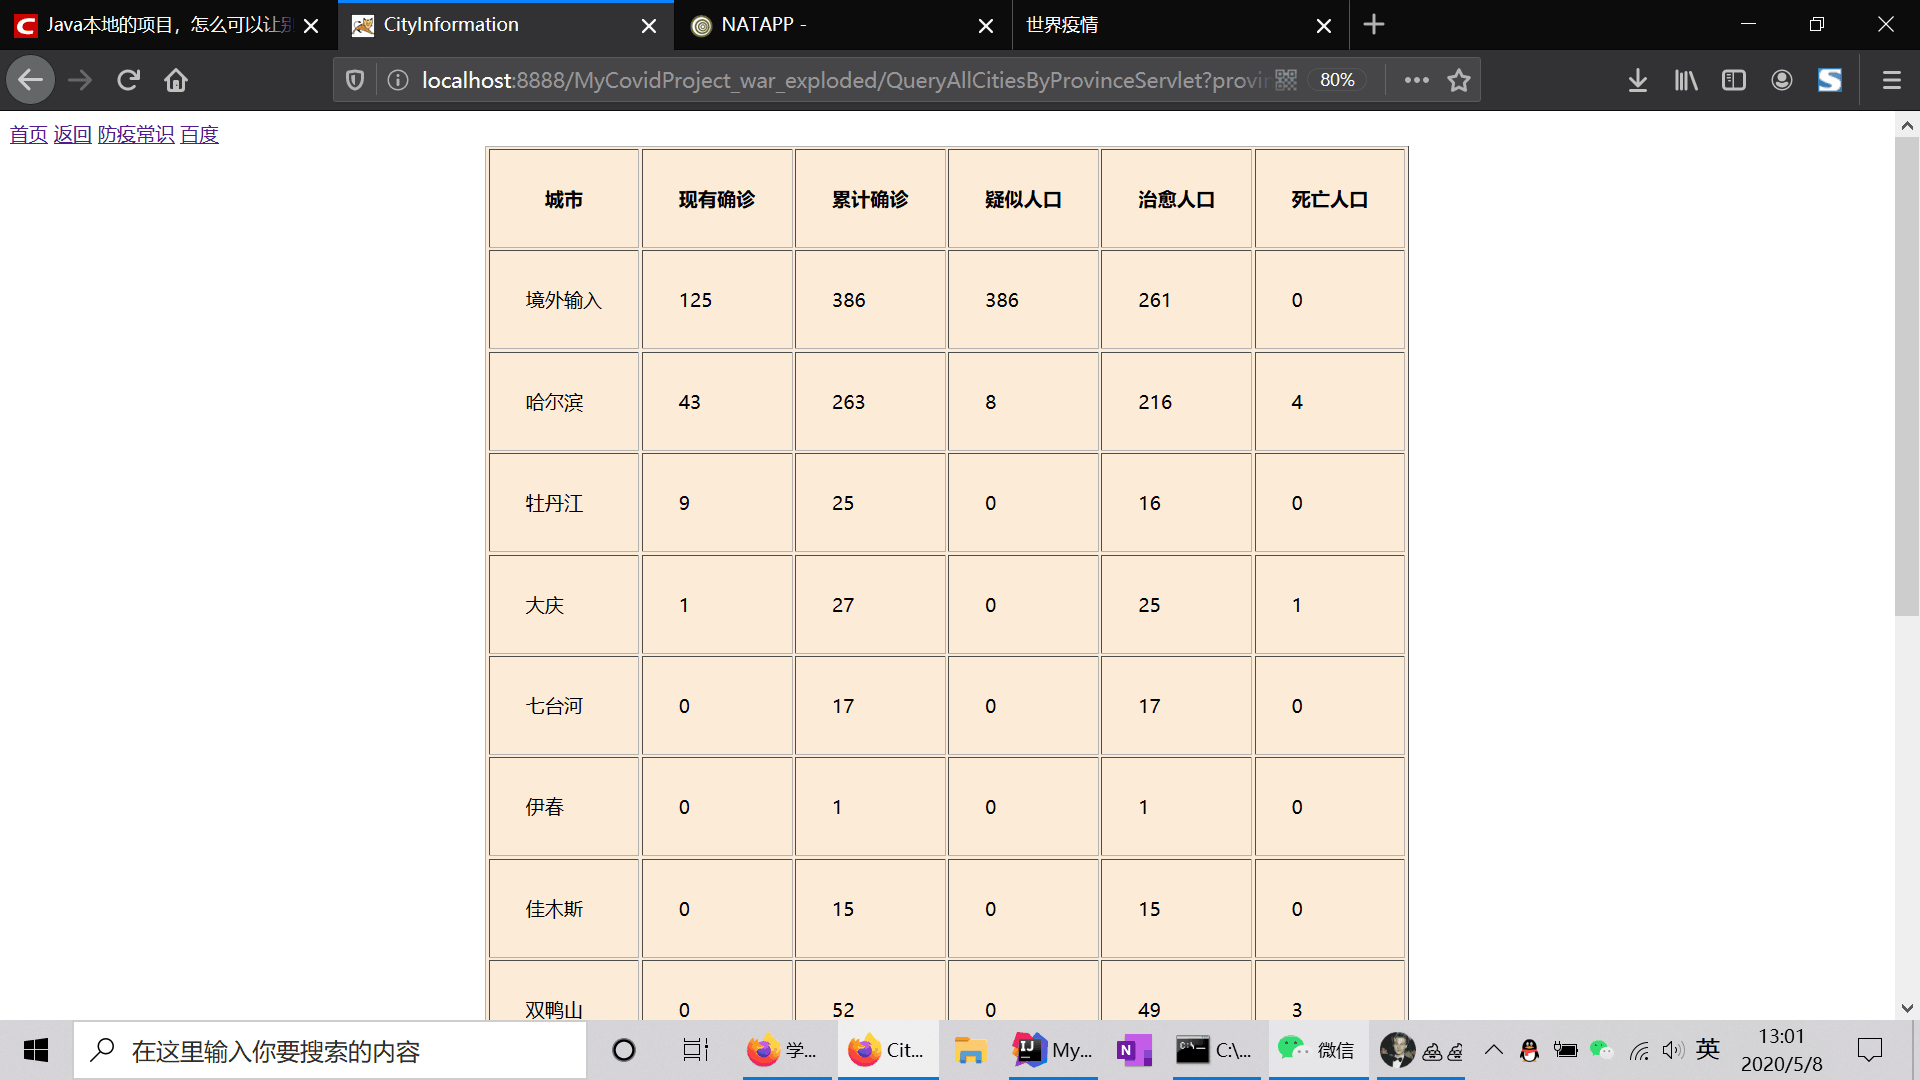 Java本地的项目，怎么可以让别
CityInformation
NATAPP -
世界疫情
localhost:8888/MyCovidProject_war_exploded/QueryAllCitiesByProvinceServlet?provin
80%
首页 返回 防疫常识 百度
城市 现有确诊 累计确诊 疑似人口 治愈人口 死亡人口
境外输入 125 386 386 261 0
哈尔滨 43 263 8 216 4
牡丹江 9 25 0 16 0
大庆 1 27 0 25 1
七台河 0 17 0 17 0
伊春 0 1 0 1 0
佳木斯 0 15 0 15 0
双鸭山 0 52 0 49 3
在这里输入你要搜索的内容
学...
Cit...
My...
C:\...
微信
英
13:01
2020/5/8